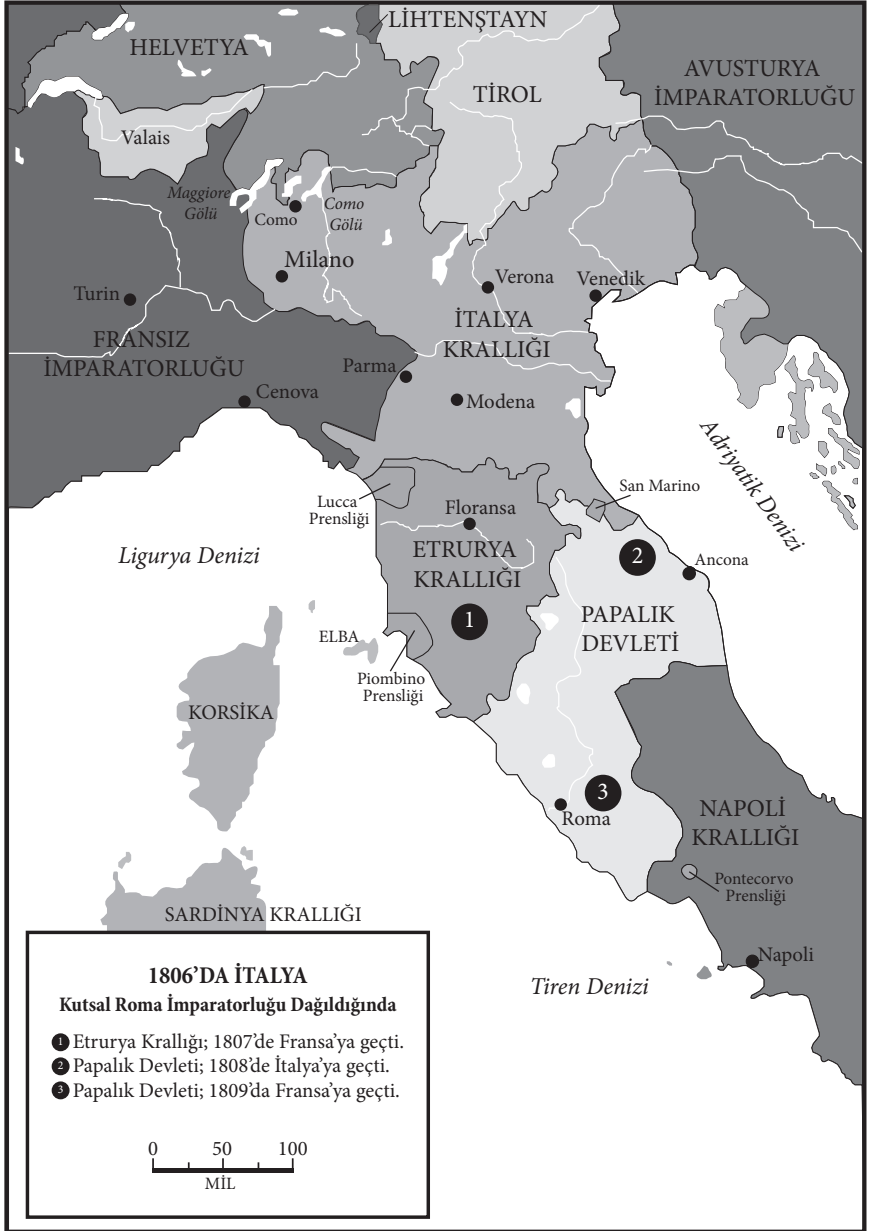 LİHTENŞTAYN
HELVETYA
AVUSTURYA
İMPARATORLUĞU
TİROL
Valais
Maggiore
Gölü
Como
Como
Gölü
Milano
Verona
Venedik
Turin
İTALYA
KRALLIĞI
FRANSIZ
İMPARATORLUĞU
Parma
Cenova
Modena
Adriyatik Denizi
San Marino
Lucca
Prensliği
Floransa
Ligurya Denizi
ETRURYA
KRALLIĞI
2
Ancona
1
PAPALIK
DEVLETİ
ELBA
Piombino
Prensliği
KORSİKA
3
Roma
NAPOLİ
KRALLIĞI
Pontecorvo
Prensliği
SARDİNYA KRALLIĞI
Napoli
Tiren Denizi
1806’DA İTALYA
Kutsal Roma İmparatorluğu Dağıldığında
1 Etrurya Krallığı; 1807’de Fransa’ya geçti.
2 Papalık Devleti; 1808’de İtalya’ya geçti.
3 Papalık Devleti; 1809’da Fransa’ya geçti.
0 50 100
MİL